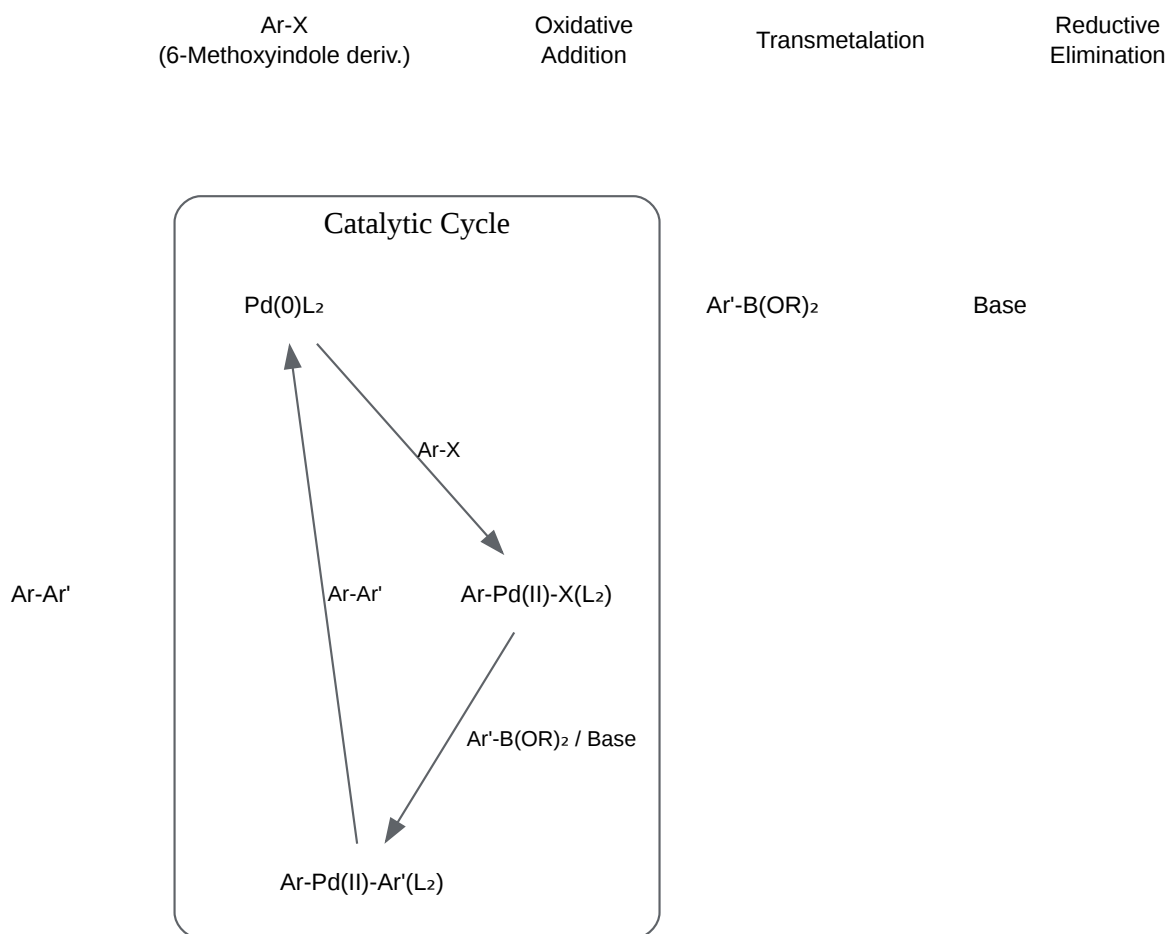 Ar-X
(6-Methoxyindole deriv.)
Oxidative
Addition
Transmetalation
Reductive
Elimination
Catalytic Cycle
Pd(0)L₂
Ar'-B(OR)₂
Base
Ar-X
Ar-Ar'
Ar-Ar'
Ar-Pd(II)-X(L₂)
Ar'-B(OR)₂ / Base
Ar-Pd(II)-Ar'(L₂)